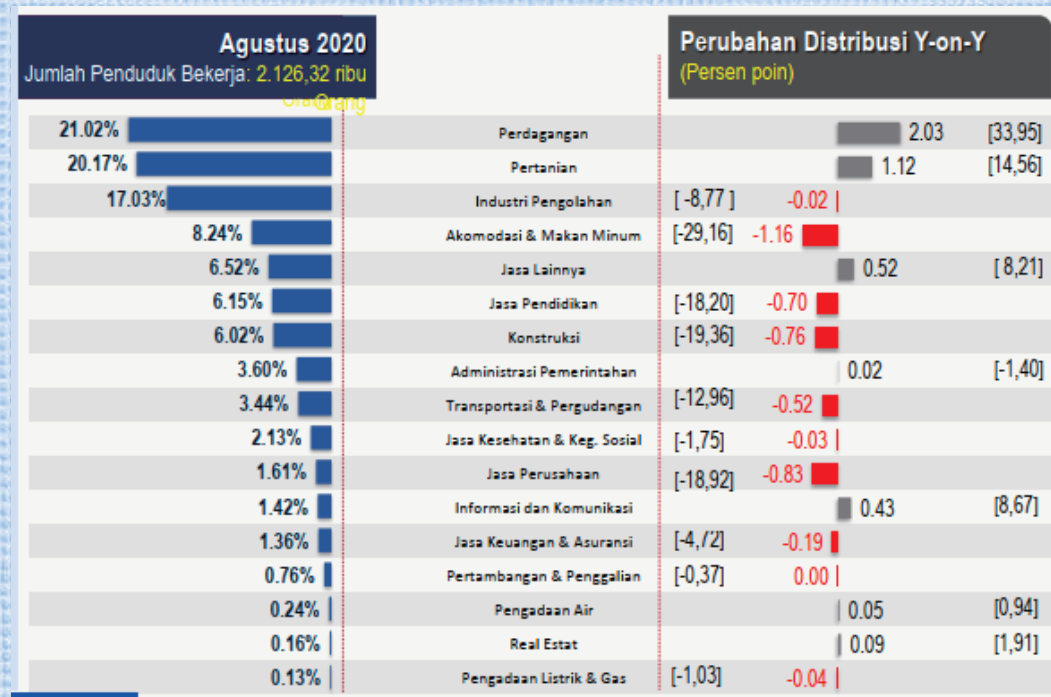 Agustus 2020
Jumlah Penduduk Bekerja: 2.126,32 ribu
Orang
Perubahan Distribusi Y-on-Y
(Persen poin)
21.02% Perdagangan 2.03 [33,95]
20.17% Pertanian 1.12 [14,56]
17.03% Industri Pengolahan [ -8,77 ] -0.02
8.24% Akomodasi & Makan Minum [-29,16] -1.16
6.52% Jasa Lainnya 0.52 [ 8,21]
6.15% Jasa Pendidikan [-18,20] -0.70
6.02% Konstruksi [-19,36] -0.76
3.60% Administrasi Pemerintahan 0.02 [-1,40]
3.44% Transportasi & Pergudangan [-12,96] -0.52
2.13% Jasa Kesehatan & Keg. Sosial [-1,75] -0.03
1.61% Jasa Perusahaan [-18,92] -0.83
1.42% Informasi dan Komunikasi 0.43 [8,67]
1.36% Jasa Keuangan & Asuransi [-4,72] -0.19
0.76% Pertambangan & Penggalian [-0,37] 0.00
0.24% Pengadaan Air 0.05 [0,94]
0.16% Real Estat 0.09 [1,91]
0.13% Pengadaan Listrik & Gas [-1,03] -0.04